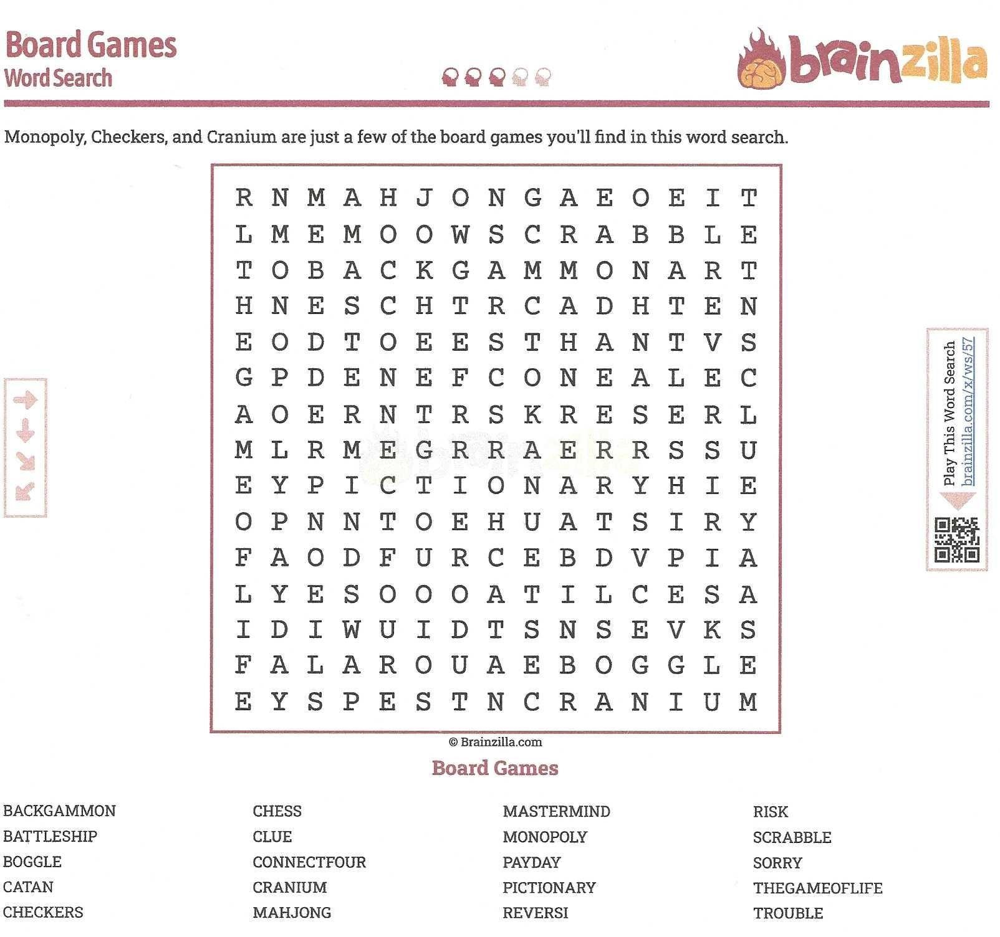 Board Games
Word Search
brainzilla
Monopoly, Checkers, and Cranium are just a few of the board games you'll find in this word search.
R N M A H J O N G A E O E I T
L M E M O O W S C R A B B L E
T O B A C K G A M M O N A R T
H N E S C H T R C A D H T E N
E O D T O E E S T H A N T V S
G P D E N E F C O N E A L E C
A O E R N T R S K R E S E R L
M L R M E G R R A E R R S S U
E Y P I C T I O N A R Y H I E
O P N N T O E H U A T S I R Y
F A O D F U R C E B D V P I A
L Y E S O O O A T I L C E S A
I D I W U I D T S N S E V K S
F A L A R O U A E B O G G L E
E Y S P E S T N C R A N I U M
brainzilla
Play This Word Search
brainzilla.com/x/ws/57
© Brainzilla.com
Board Games
BACKGAMMON CHESS MASTERMIND RISK
BATTLESHIP CLUE MONOPOLY SCRABBLE
BOGGLE CONNECTFOUR PAYDAY SORRY
CATAN CRANIUM PICTIONARY THEGAMEOFLIFE
CHECKERS MAHJONG REVERSI TROUBLE